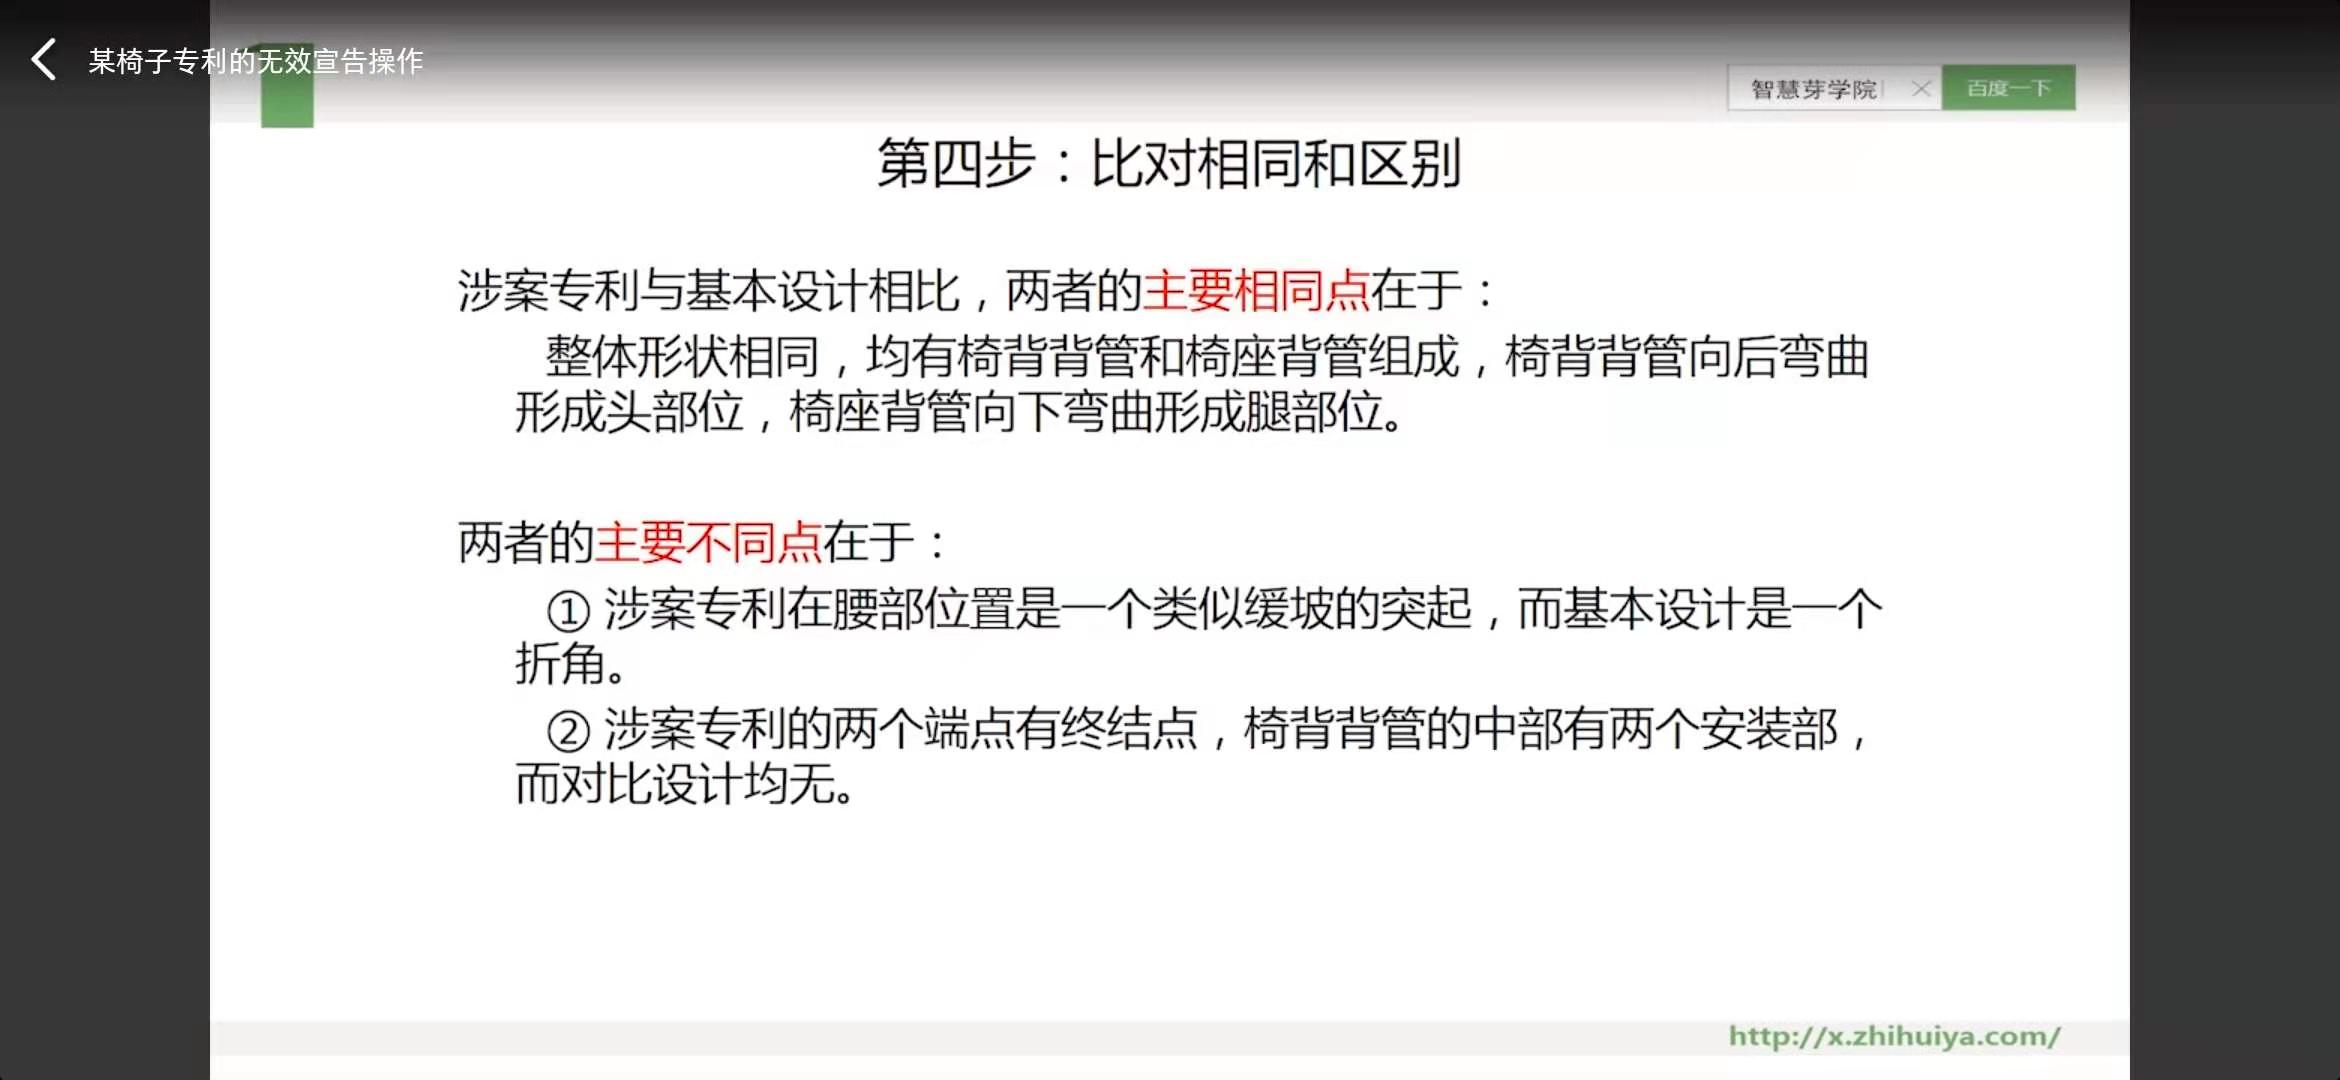 某椅子专利的无效宣告操作
智慧芽学院
百度一下
第四步：比对相同和区别
涉案专利与基本设计相比，两者的主要相同点在于：
整体形状相同，均有椅背背管和椅座背管组成，椅背背管向后弯曲
形成头部位，椅座背管向下弯曲形成腿部位。
两者的主要不同点在于：
① 涉案专利在腰部位置是一个类似缓坡的突起，而基本设计是一个
折角。
② 涉案专利的两个端点有终结点，椅背背管的中部有两个安装部，
而对比设计均无。
http://x.zhihuiya.com/